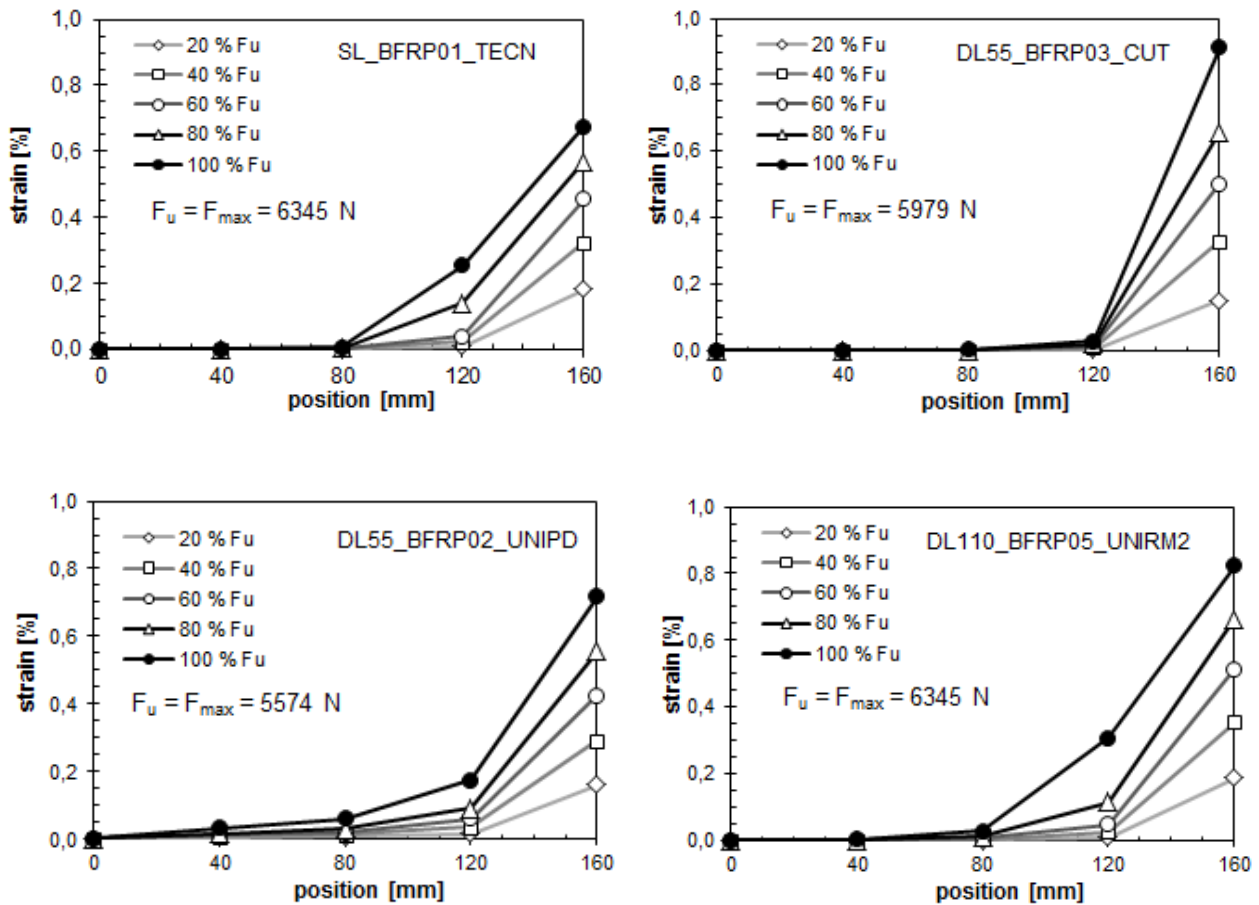 SL_BFRP01_TECN
20 % Fu
40 % Fu
60 % Fu
80 % Fu
100 % Fu
Fu = Fmax = 6345 N
strain [%]
1,0
0,8
0,6
0,4
0,2
0,0
0 40 80 120 160
position [mm]
DL55_BFRP03_CUT
20 % Fu
40 % Fu
60 % Fu
80 % Fu
100 % Fu
Fu = Fmax = 5979 N
strain [%]
1,0
0,8
0,6
0,4
0,2
0,0
0 40 80 120 160
position [mm]
DL55_BFRP02_UNIPD
20 % Fu
40 % Fu
60 % Fu
80 % Fu
100 % Fu
Fu = Fmax = 5574 N
strain [%]
1,0
0,8
0,6
0,4
0,2
0,0
0 40 80 120 160
position [mm]
DL110_BFRP05_UNIRM2
20 % Fu
40 % Fu
60 % Fu
80 % Fu
100 % Fu
Fu = Fmax = 6345 N
strain [%]
1,0
0,8
0,6
0,4
0,2
0,0
0 40 80 120 160
position [mm]